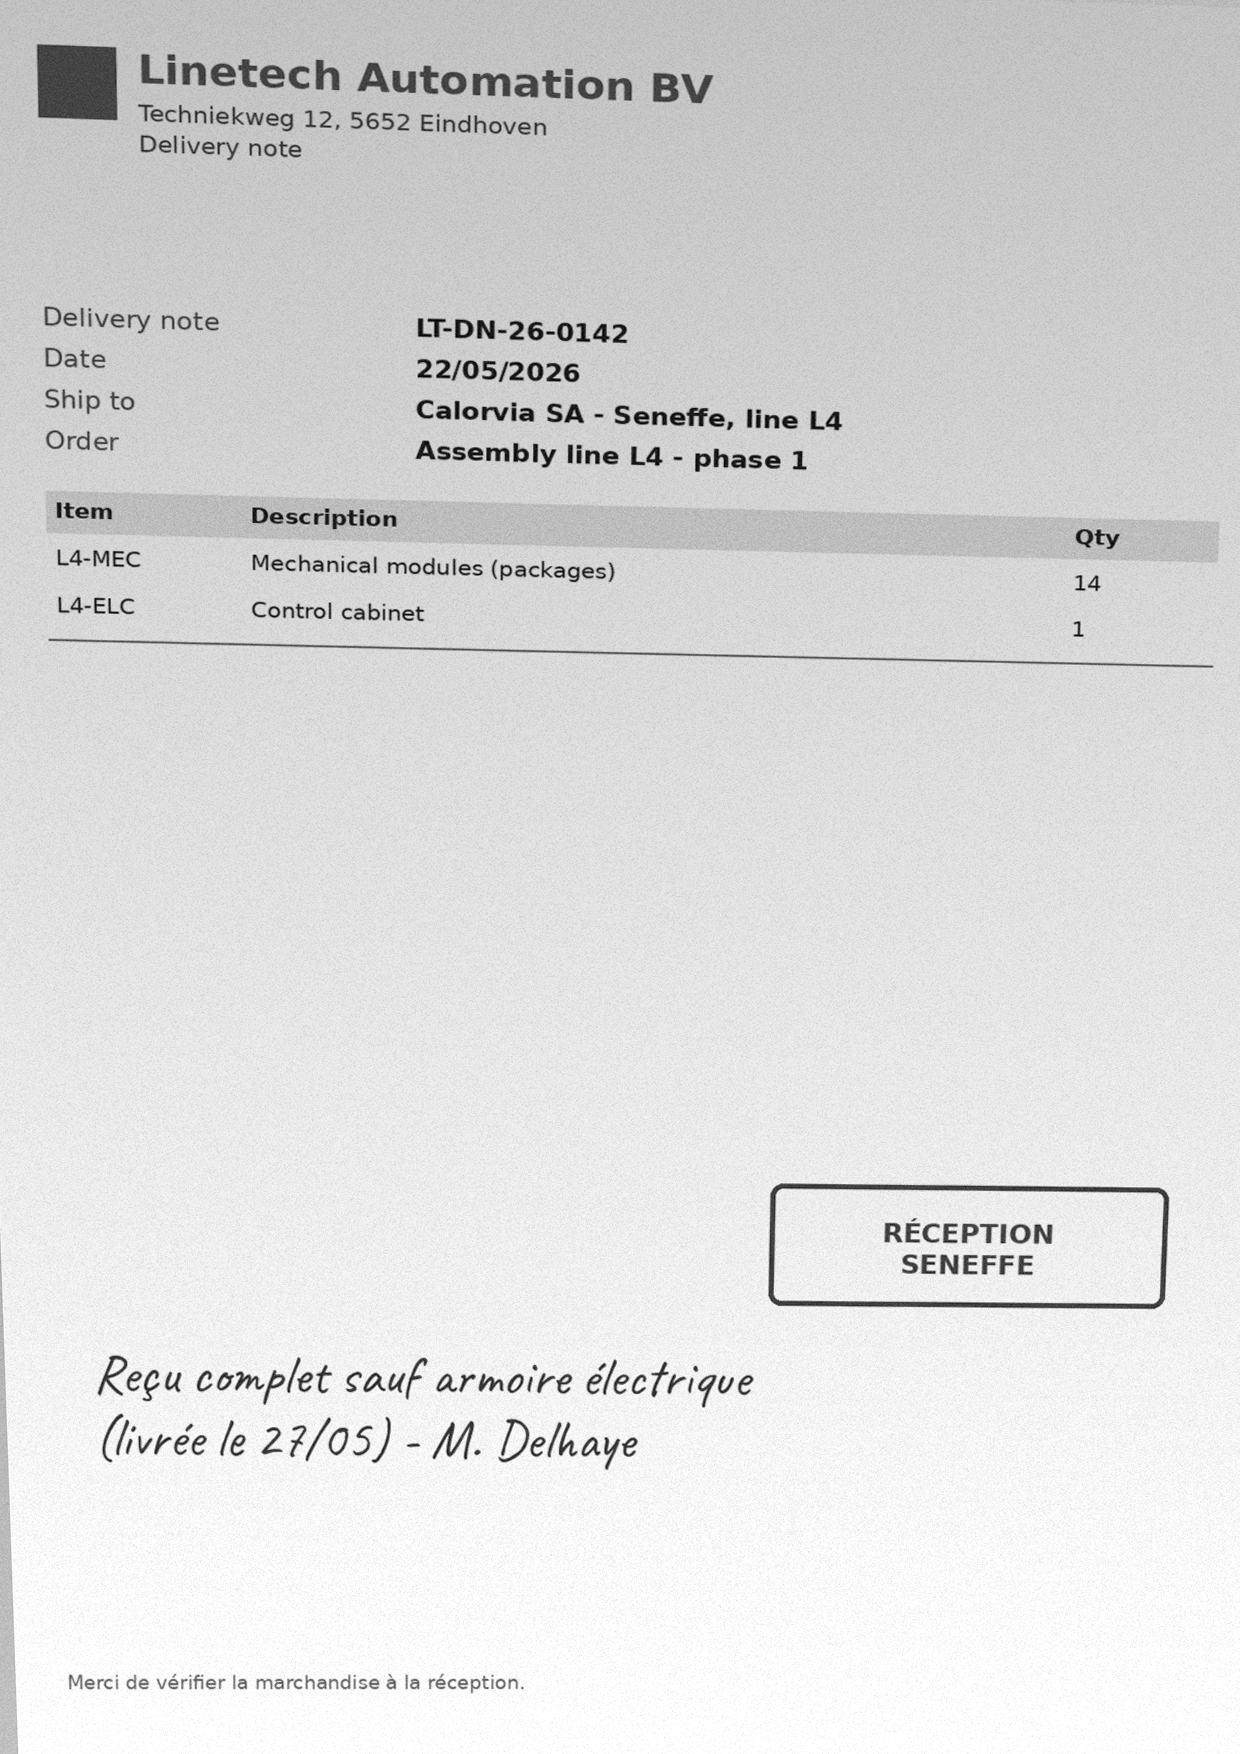 Linetech Automation BV
Techniekweg 12, 5652 Eindhoven
Delivery note
Delivery note LT-DN-26-0142
Date 22/05/2026
Ship to Calorvia SA - Seneffe, line L4
Order Assembly line L4 - phase 1
Item Description Qty
L4-MEC Mechanical modules (packages) 14
L4-ELC Control cabinet 1
RÉCEPTION
SENEFFE
Reçu complet sauf armoire électrique
(livrée le 27/05) - M. Delhaye
Merci de vérifier la marchandise à la réception.